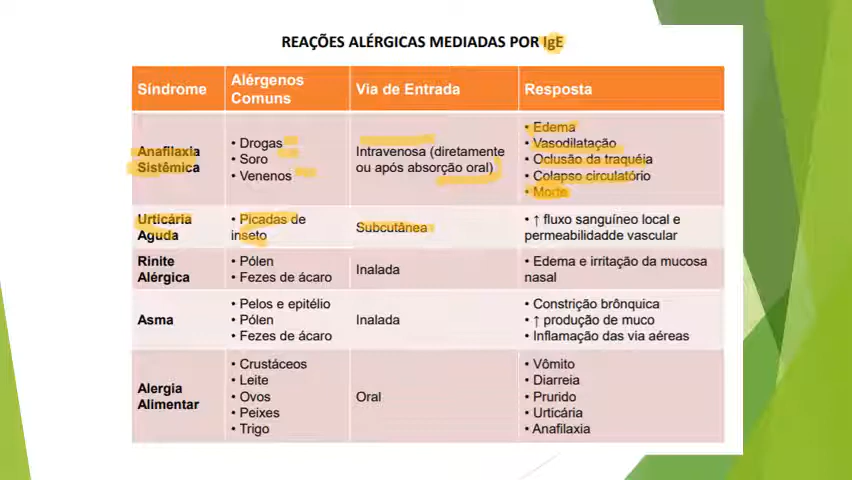 REAÇÕES ALÉRGICAS MEDIADAS POR IgE
Síndrome
Alérgenos
Comuns
Via de Entrada
Resposta
Anafilaxia
Sistêmica
• Drogas
• Soro
• Venenos
Intravenosa (diretamente
ou após absorção oral)
• Edema
• Vasodilatação
• Oclusão da traquéia
• Colapso circulatório
• Morte
Urticária
Aguda
• Picadas de
inseto
Subcutânea
• ↑ fluxo sanguíneo local e
permeabilidadde vascular
Rinite
Alérgica
• Pólen
• Fezes de ácaro
Inalada
• Edema e irritação da mucosa
nasal
Asma
• Pelos e epitélio
• Pólen
• Fezes de ácaro
Inalada
• Constrição brônquica
• ↑ produção de muco
• Inflamação das via aéreas
Alergia
Alimentar
• Crustáceos
• Leite
• Ovos
• Peixes
• Trigo
Oral
• Vômito
• Diarreia
• Prurido
• Urticária
• Anafilaxia